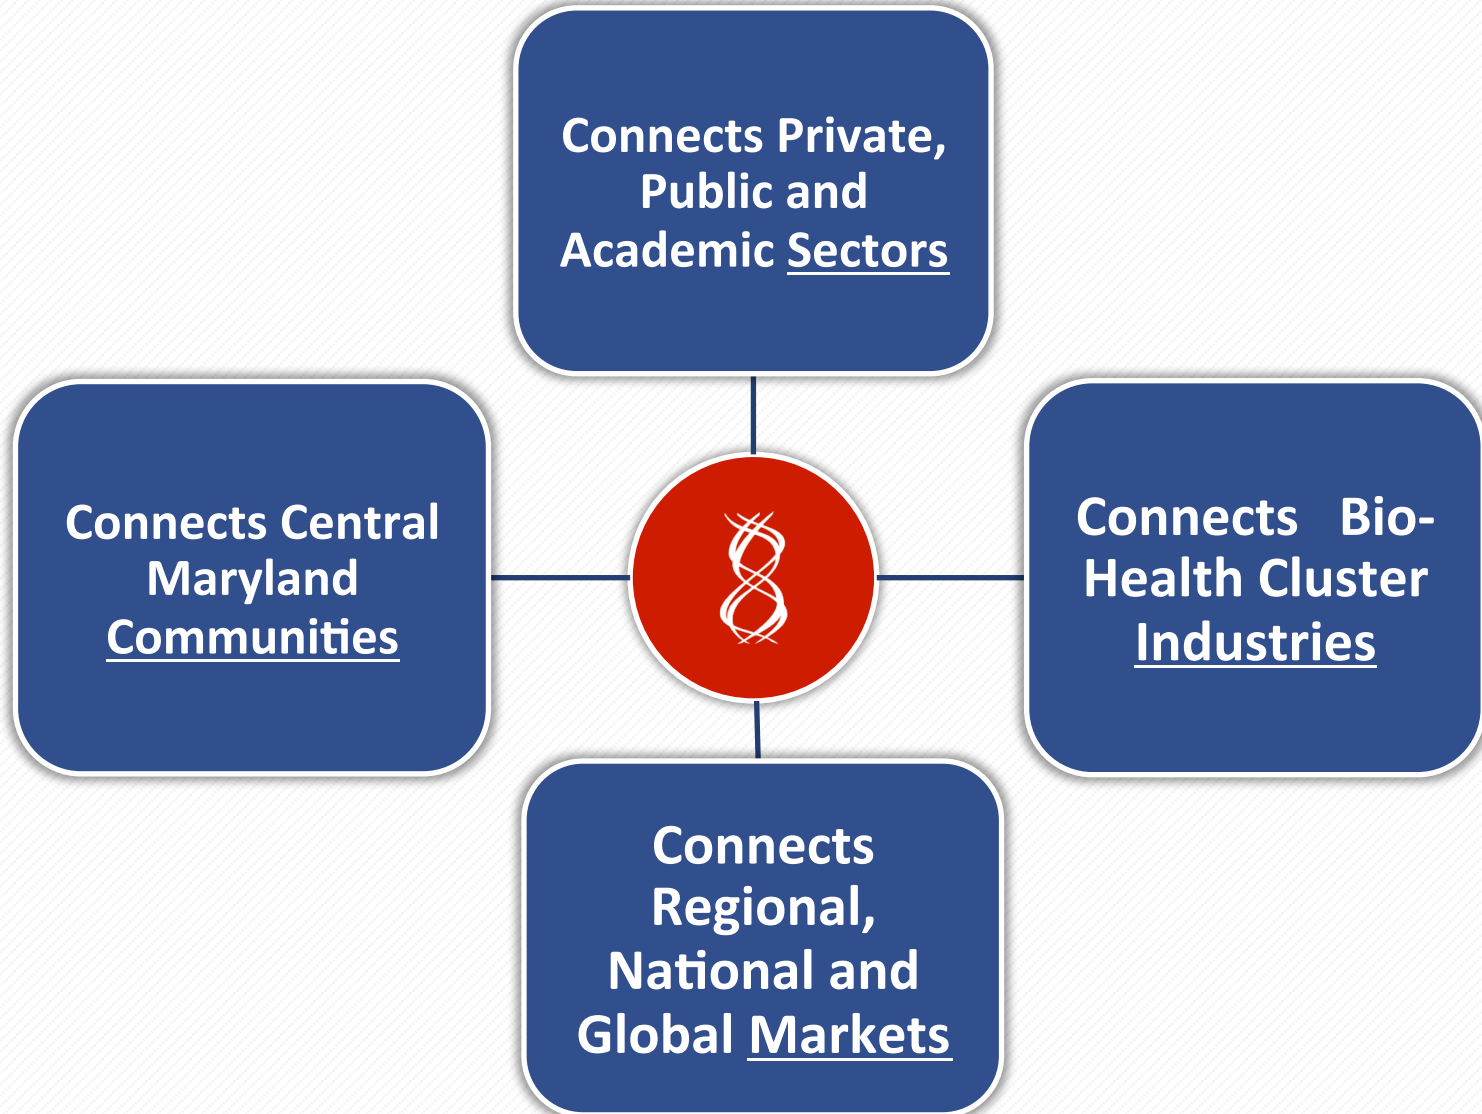 Connects Private,
Public and
Academic Sectors
Connects Central
Maryland
Communities
Connects Bio-
Health Cluster
Industries
Connects
Regional,
National and
Global Markets